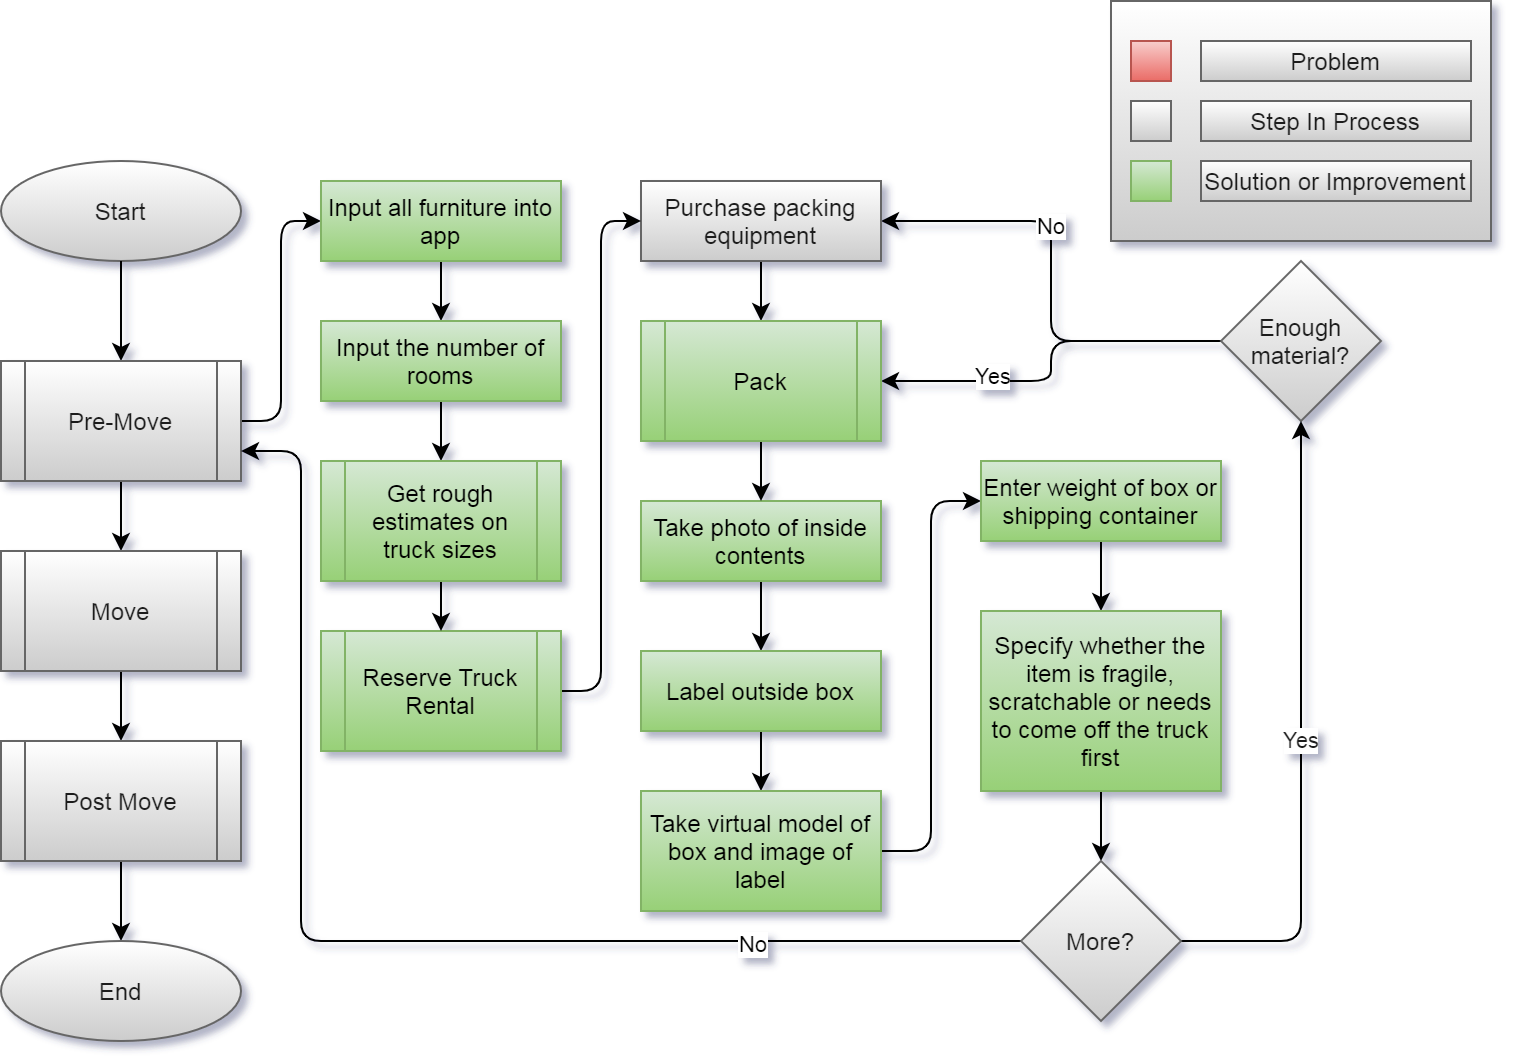 Problem
Step In Process
Solution or Improvement
Start
Pre-Move
Move
Post Move
End
Input all furniture into
app
Input the number of
rooms
Get rough
estimates on
truck sizes
Reserve Truck
Rental
Purchase packing
equipment
Pack
Take photo of inside
contents
Label outside box
Take virtual model of
box and image of
label
Enter weight of box or
shipping container
Specify whether the
item is fragile,
scratchable or needs
to come off the truck
first
More?
No
Yes
Enough
material?
No
Yes